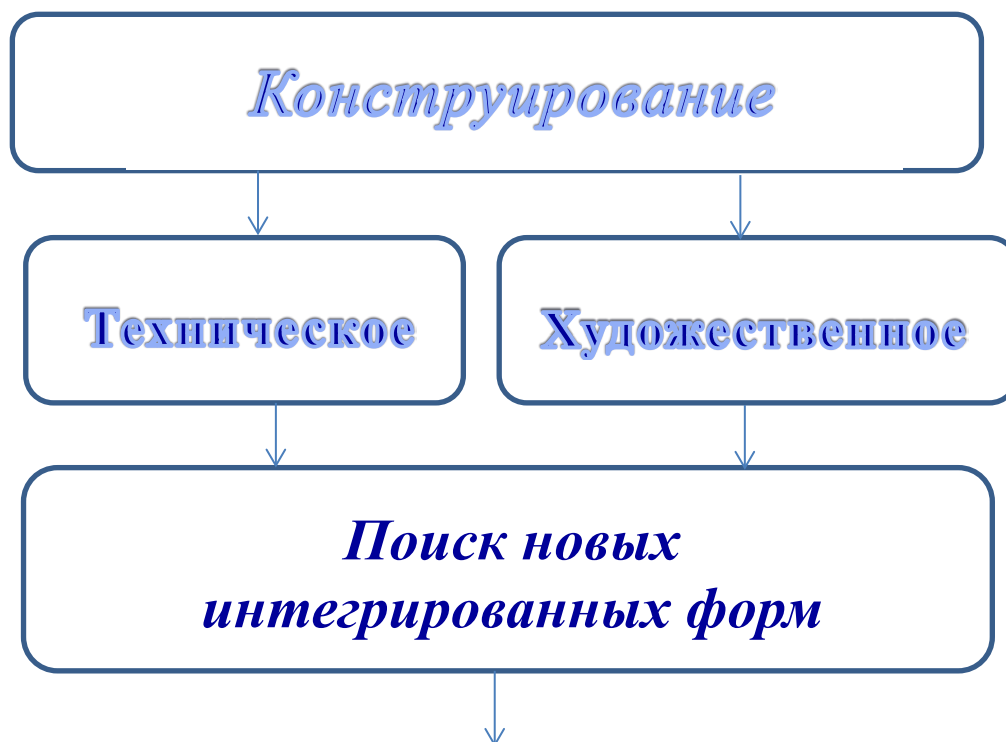 Конструирование
Техническое
Художественное
Поиск новых
интегрированных форм